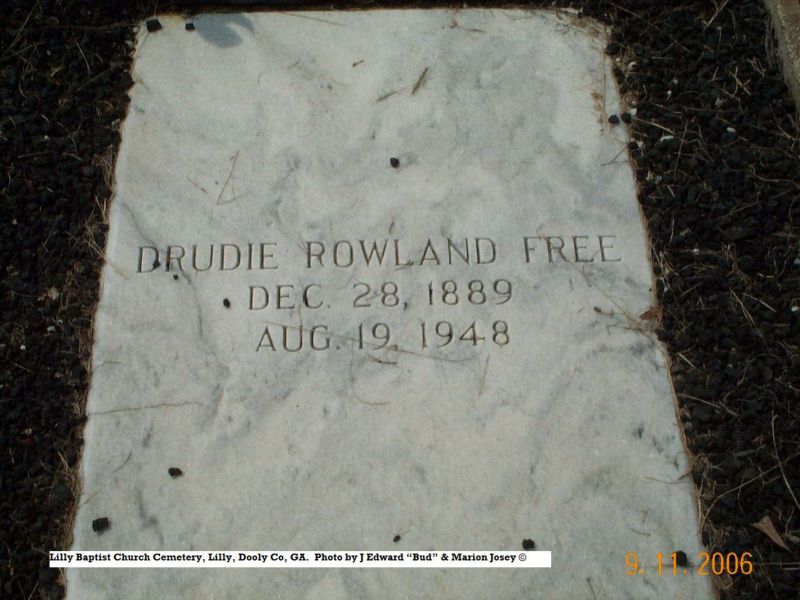 DRUDIE ROWLAND FREE
DEC. 28, 1889
AUG. 19, 1948
Lilly Baptist Church Cemetery, Lilly, Dooly Co, GA. Photo by J Edward “Bud” & Marion Josey ©
9. 11. 2006